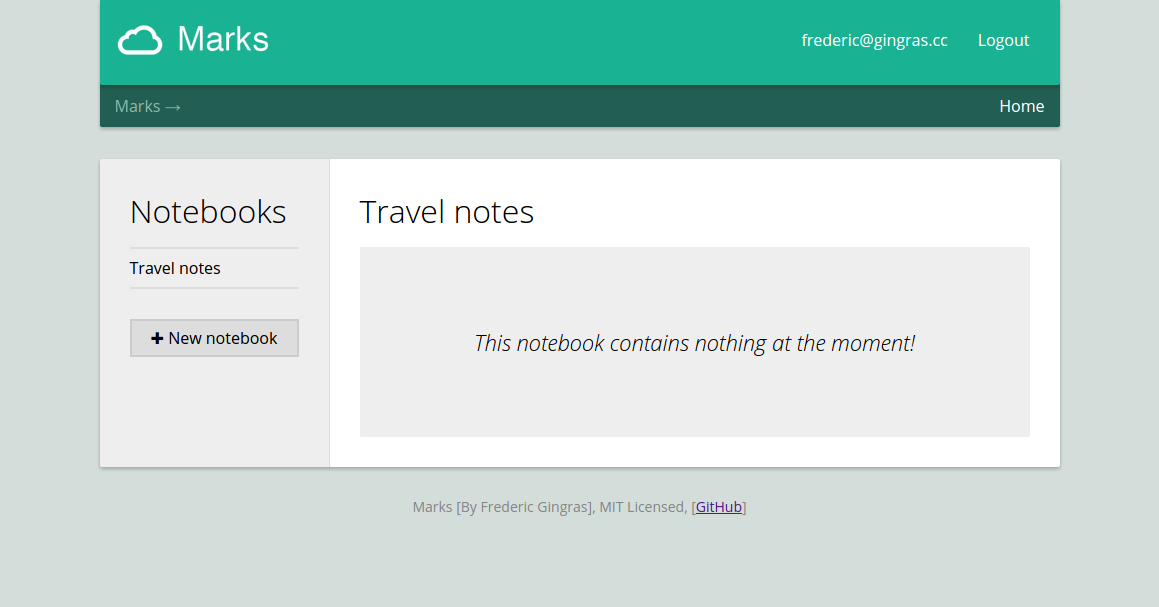 Marks
frederic@gingras.cc Logout
Marks → Home
Notebooks
Travel notes
✚ New notebook
Travel notes
This notebook contains nothing at the moment!
Marks [By Frederic Gingras], MIT Licensed, [GitHub]